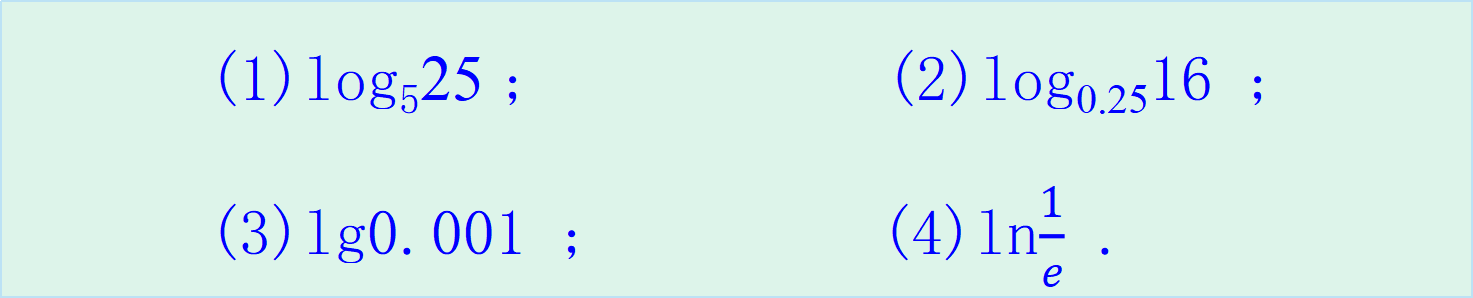 (1)log₅25； (2)log₀.₂₅16 ；
(3)lg0.001 ； (4)ln1/e .